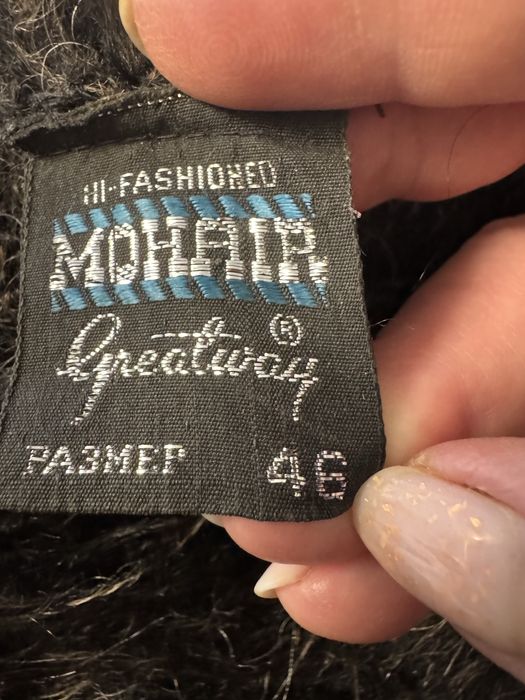 HI-FASHIONED
MOHAIR
Greatway ®
РАЗМЕР 46